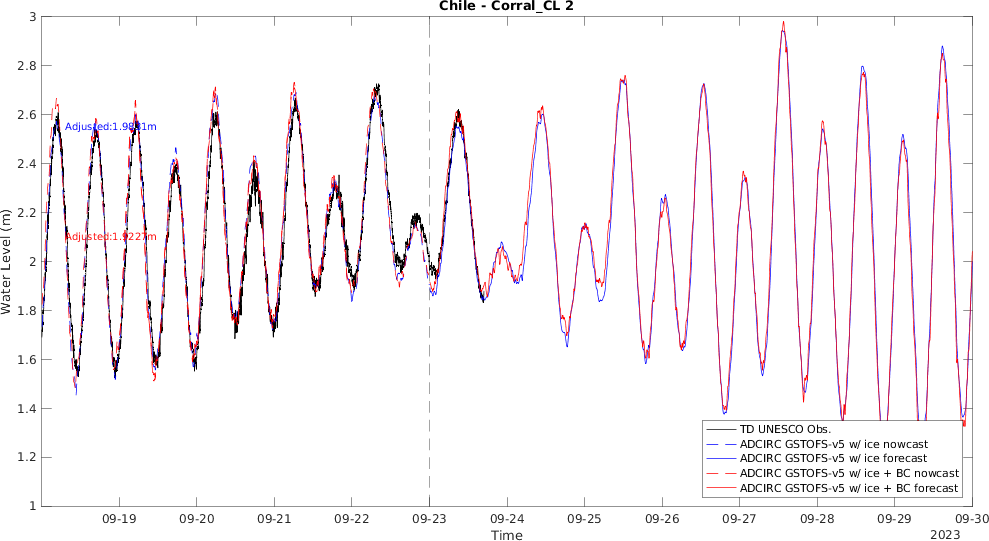 Chile - Corral_CL 2
3
2.8
2.6
2.4
2.2
2
1.8
1.6
1.4
1.2
1
Water Level (m)
Adjusted:1.9227m
TD UNESCO Obs.
ADCIRC GSTOFS-v5 w/ ice nowcast
ADCIRC GSTOFS-v5 w/ ice forecast
ADCIRC GSTOFS-v5 w/ ice + BC nowcast
ADCIRC GSTOFS-v5 w/ ice + BC forecast
09-19 09-20 09-21 09-22 09-23 09-24 09-25 09-26 09-27 09-28 09-29 09-30
Time
2023